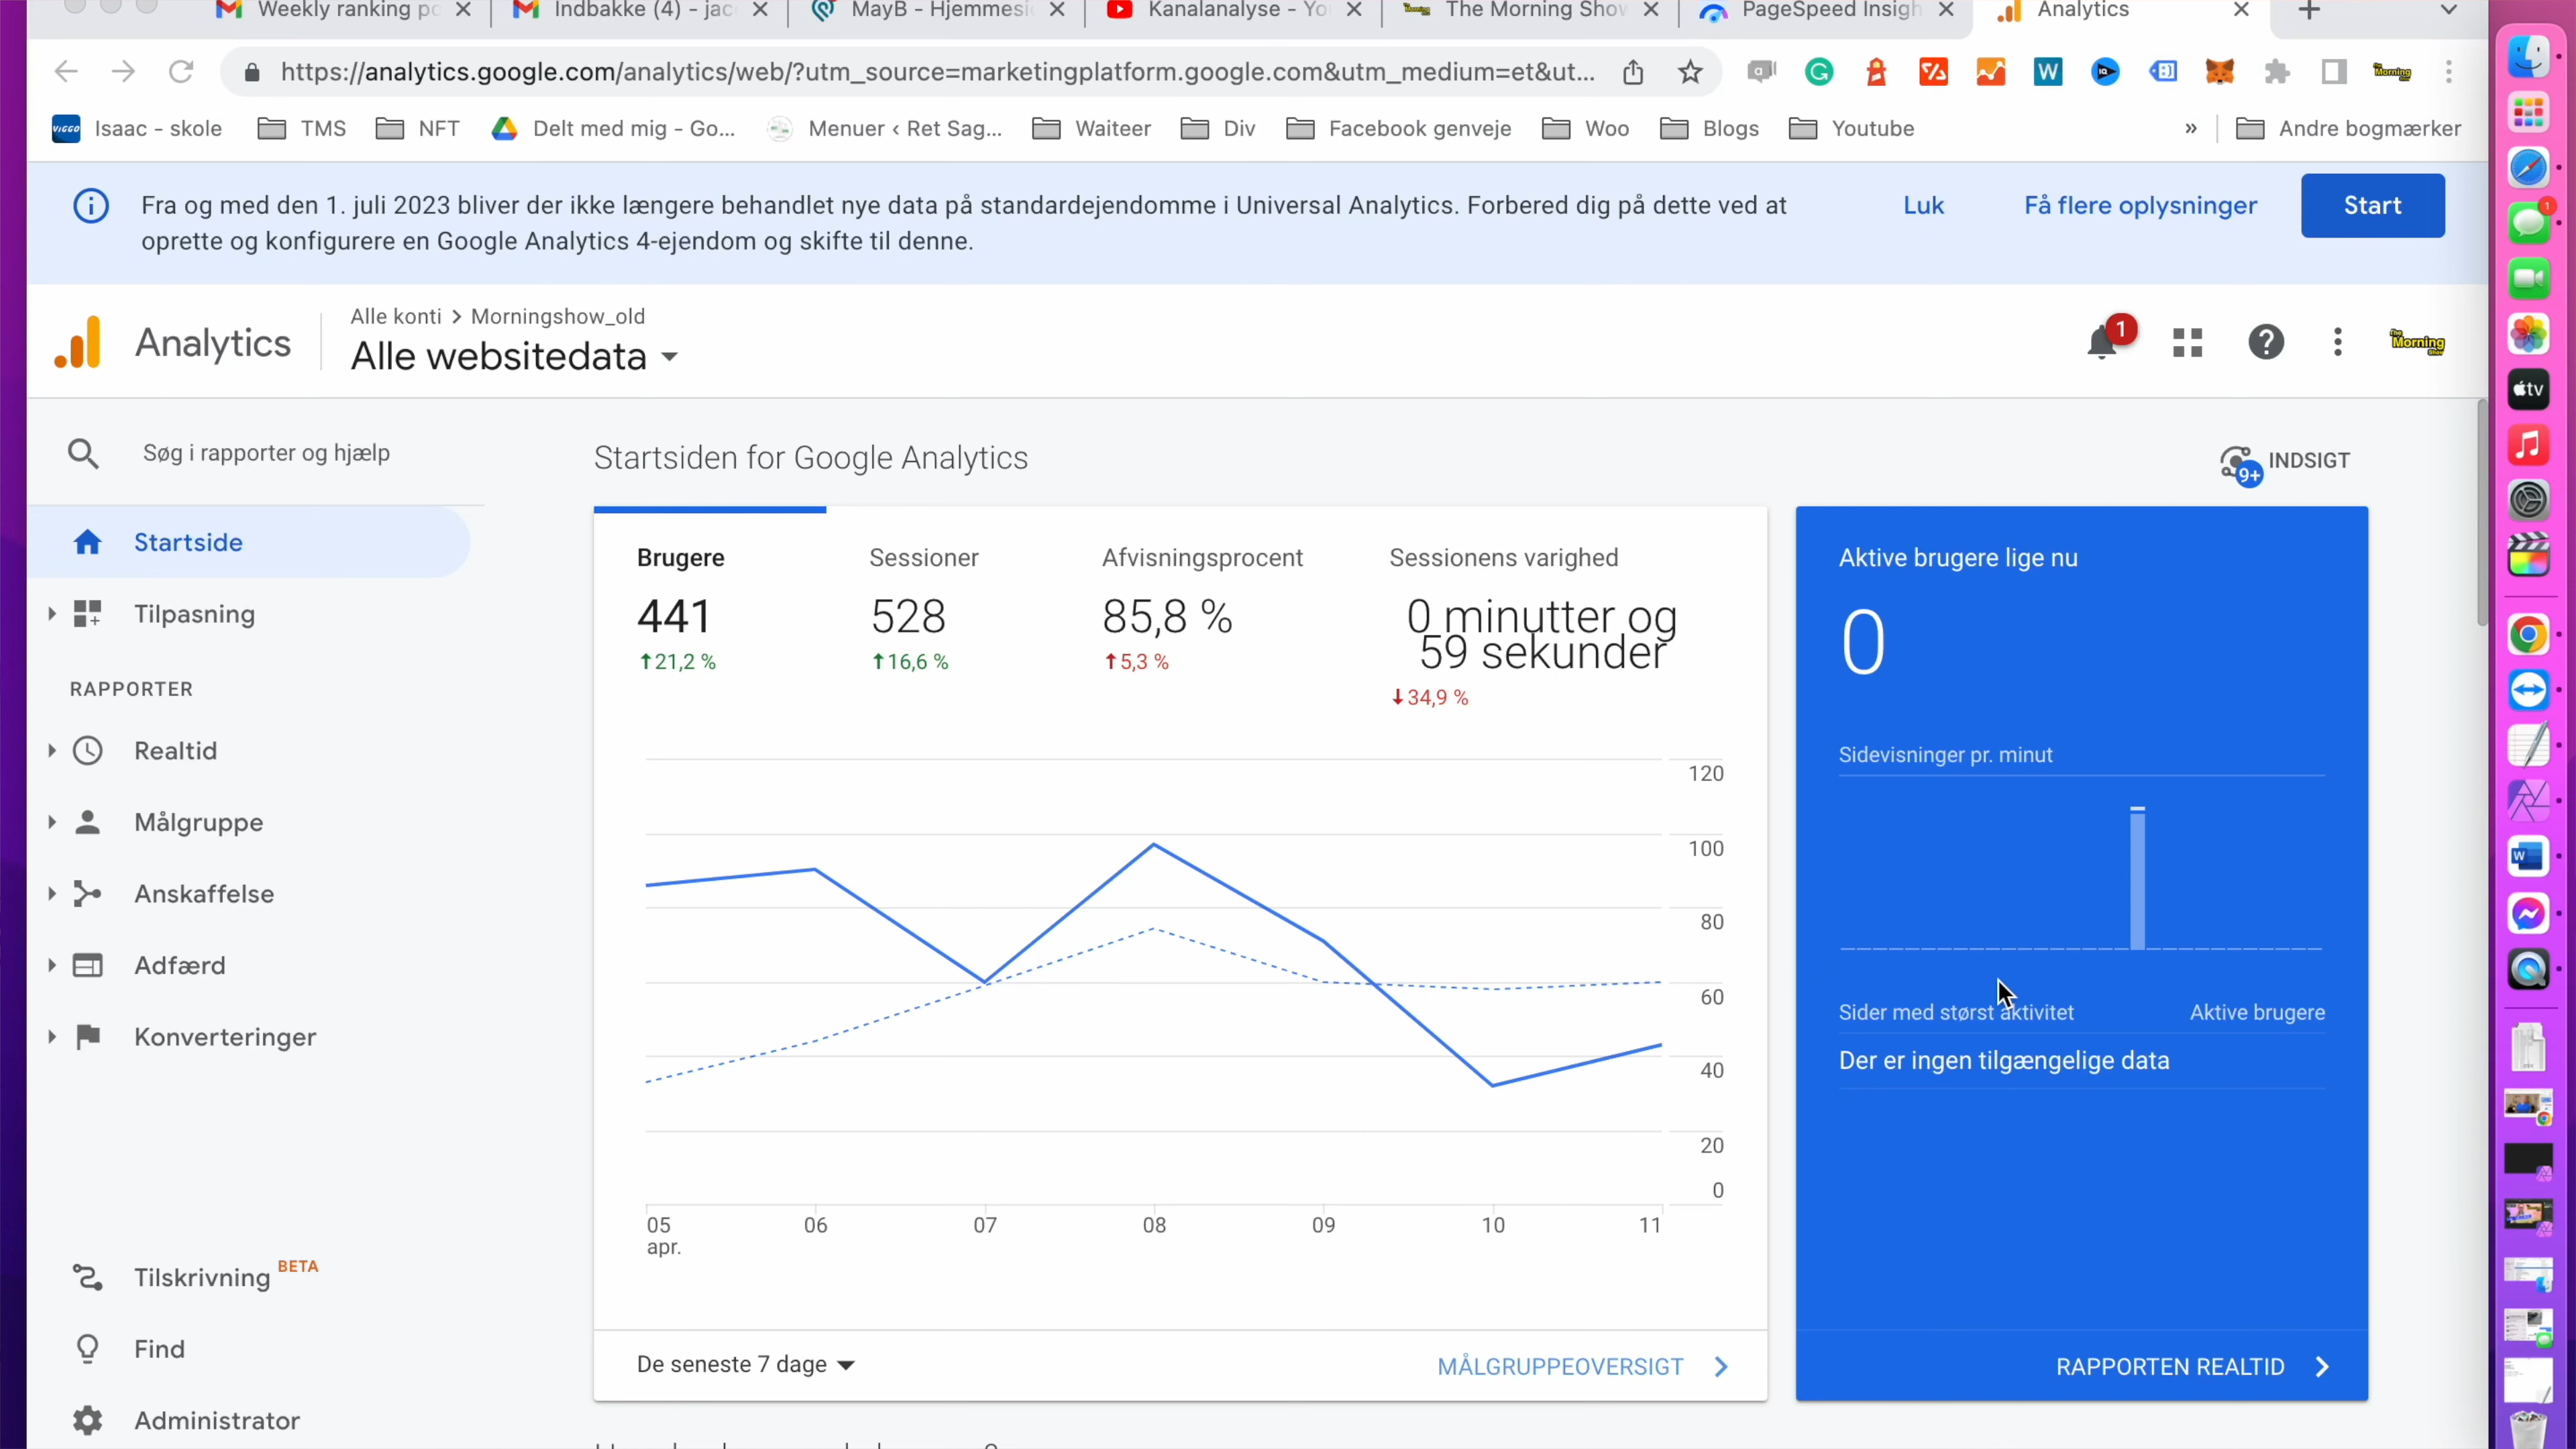 Weekly ranking po
Indbakke (4) - jac
MayB - Hjemmesi
Kanalanalyse - Yo
The Morning Show
PageSpeed Insigh
Analytics
https://analytics.google.com/analytics/web/?utm_source=marketingplatform.google.com&utm_medium=et&ut...
Isaac - skole
TMS
NFT
Delt med mig - Go...
Menuer ‹ Ret Sag...
Waiteer
Div
Facebook genveje
Woo
Blogs
Youtube
»
Andre bogmærker
Fra og med den 1. juli 2023 bliver der ikke længere behandlet nye data på standardejendomme i Universal Analytics. Forbered dig på dette ved at
oprette og konfigurere en Google Analytics 4-ejendom og skifte til denne.
Luk
Få flere oplysninger
Start
Analytics
Alle konti > Morningshow_old
Alle websitedata
1
The
Morning
Show
Søg i rapporter og hjælp
Startside
Tilpasning
RAPPORTER
Realtid
Målgruppe
Anskaffelse
Adfærd
Konverteringer
Tilskrivning BETA
Find
Administrator
Startsiden for Google Analytics
9+ INDSIGT
Brugere
441
21,2 %
Sessioner
528
16,6 %
Afvisningsprocent
85,8 %
5,3 %
Sessionens varighed
0 minutter og
59 sekunder
34,9 %
120
100
80
60
40
20
0
05
apr.
06
07
08
09
10
11
De seneste 7 dage
MÅLGRUPPEOVERSIGT
Aktive brugere lige nu
0
Sidevisninger pr. minut
Sider med størst aktivitet
Aktive brugere
Der er ingen tilgængelige data
RAPPORTEN REALTID
1
tv